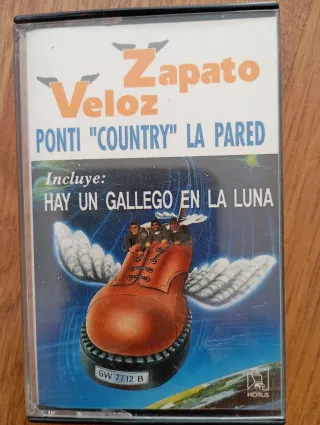 Zapato
Veloz
PONTI "COUNTRY" LA PARED
Incluye:
HAY UN GALLEGO EN LA LUNA
GW 7712 B
HORUS